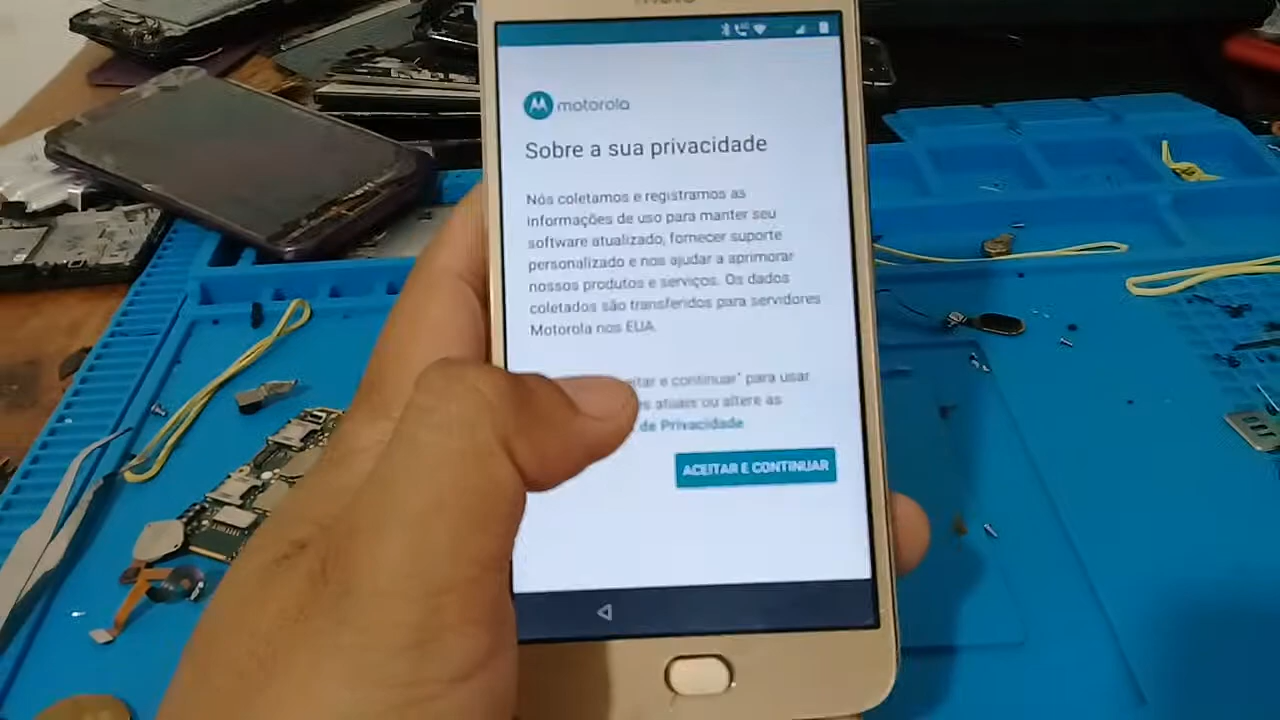 motorola
Sobre a sua privacidade
Nós coletamos e registramos as
informações de uso para manter seu
software atualizado, fornecer suporte
personalizado e nos ajudar a aprimorar
nossos produtos e serviços. Os dados
coletados são transferidos para servidores
Motorola nos EUA.
e continuar" para usar
atuais ou altere as
de Privacidade
ACEITAR E CONTINUAR